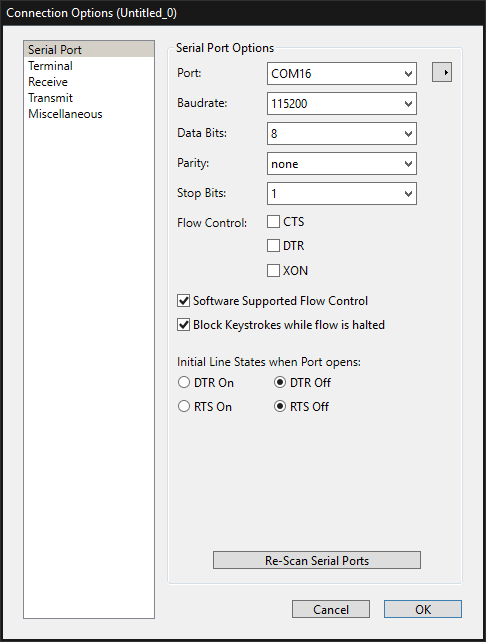 Connection Options (Untitled_0)
Serial Port
Terminal
Receive
Transmit
Miscellaneous
Serial Port Options
Port: COM16
Baudrate: 115200
Data Bits: 8
Parity: none
Stop Bits: 1
Flow Control: CTS
DTR
XON
Software Supported Flow Control
Block Keystrokes while flow is halted
Initial Line States when Port opens:
DTR On DTR Off
RTS On RTS Off
Re-Scan Serial Ports
Cancel OK